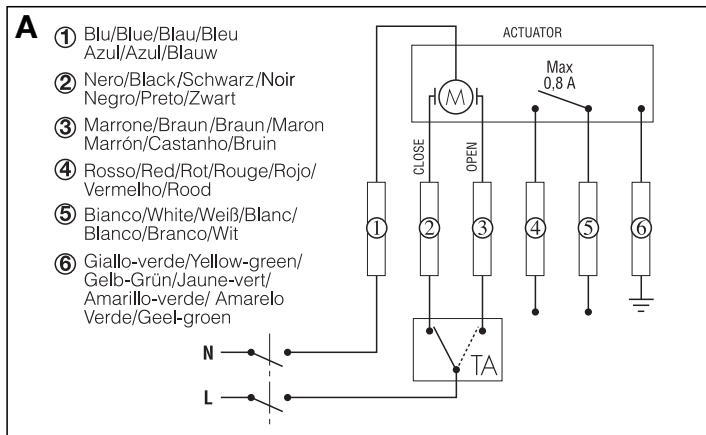 A
① Blu/Blue/Blau/Bleu
Azul/Azul/Blauw
② Nero/Black/Schwarz/Noir
Negro/Preto/Zwart
③ Marrone/Braun/Braun/Maron
Marrón/Castanho/Bruin
④ Rosso/Red/Rot/Rouge/Rojo/
Vermelho/Rood
⑤ Bianco/White/Weiß/Blanc/
Blanco/Branco/Wit
⑥ Giallo-verde/Yellow-green/
Gelb-Grün/Jaune-vert/
Amarillo-verde/ Amarelo
Verde/Geel-groen
ACTUATOR
Max
0,8 A
M
CLOSE
OPEN
① ② ③ ④ ⑤ ⑥
TA
N
L